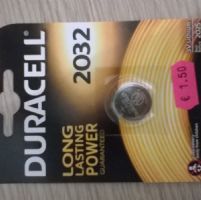 DURACELL
2032
LONG
LASTING
POWER
GUARANTEED
€ 1.50